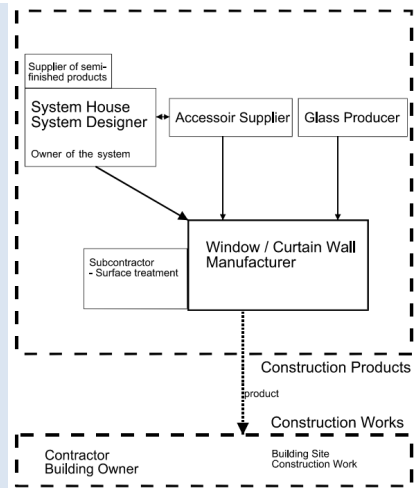 Supplier of semi-
finished products
System House
System Designer
Owner of the system
Accessoir Supplier
Glass Producer
Window / Curtain Wall
Manufacturer
Subcontractor
- Surface treatment
Construction Products
product
Construction Works
Contractor
Building Owner
Building Site
Construction Work